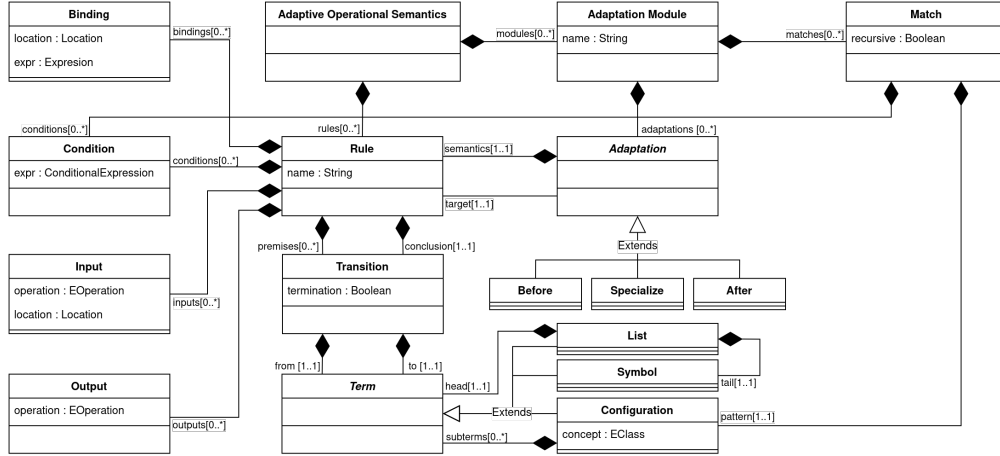 Binding
location : Location
expr : Expresion
bindings[0..*]
Adaptive Operational Semantics
modules[0..*]
Adaptation Module
name : String
matches[0..*]
Match
recursive : Boolean
conditions[0..*]
rules[0..*]
adaptations [0..*]
Condition
expr : ConditionalExpression
conditions[0..*]
Rule
name : String
semantics[1..1]
target[1..1]
Adaptation
premises[0..*]
conclusion[1..1]
Extends
Input
operation : EOperation
location : Location
inputs[0..*]
Transition
termination : Boolean
Before
Specialize
After
from [1..1]
to [1..1]
List
Symbol
tail[1..1]
Output
operation : EOperation
outputs[0..*]
Term
head[1..1]
Extends
subterms[0..*]
Configuration
concept : EClass
pattern[1..1]